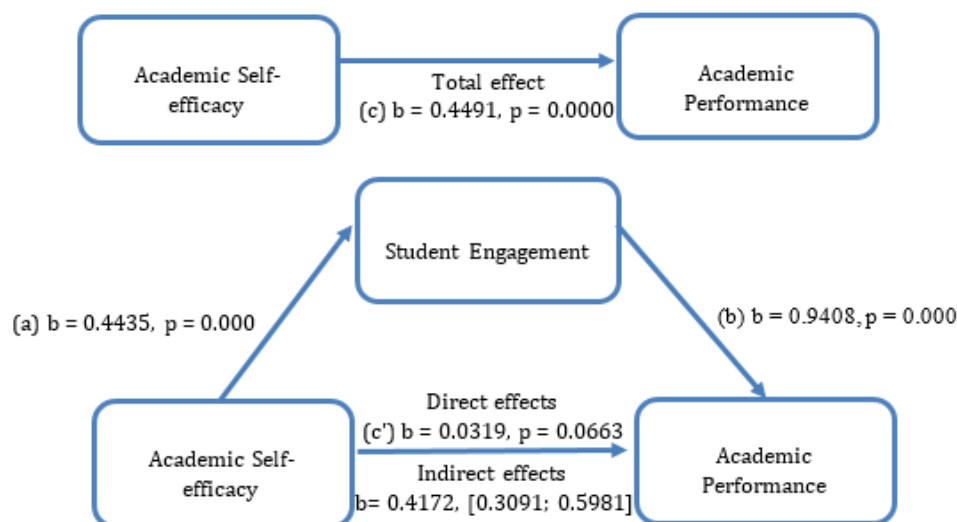 Academic Self-
efficacy
Total effect
(c) b = 0.4491, p = 0.0000
Academic
Performance
Student Engagement
(a) b = 0.4435, p = 0.000
(b) b = 0.9408, p = 0.000
Academic Self-
efficacy
Direct effects
(c') b = 0.0319, p = 0.0663
Indirect effects
b= 0.4172, [0.3091; 0.5981]
Academic
Performance